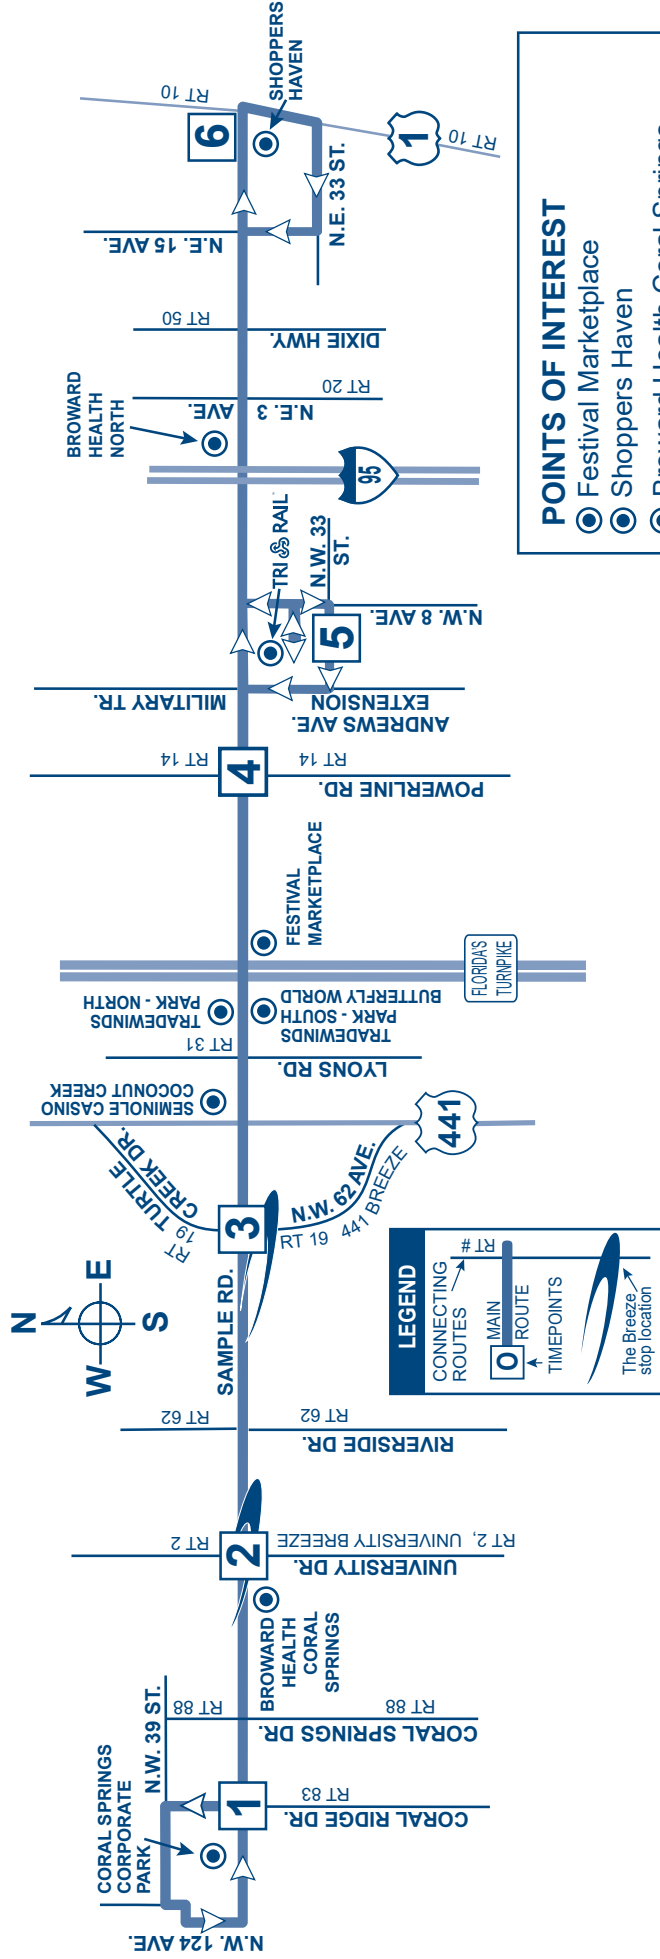 CORAL SPRINGS
CORPORATE
PARK
N.W. 39 ST.
N.W. 124 AVE.
1
RT 83
CORAL RIDGE DR.
RT 88
RT 88
CORAL SPRINGS DR.
BROWARD
HEALTH
CORAL
SPRINGS
RT 2
2
RT 2, UNIVERSITY BREEZE
UNIVERSITY DR.
RT 62
RT 62
RIVERSIDE DR.
N
W
E
S
SAMPLE RD.
3
TURTLE
CREEK DR.
RT
19
N.W. 62 AVE.
RT 19
441 BREEZE
441
SEMINOLE CASINO
COCONUT CREEK
RT 31
LYONS RD.
TRADEWINDS
PARK - NORTH
TRADEWINDS
PARK - SOUTH
BUTTERFLY WORLD
FLORIDA'S
TURNPIKE
FESTIVAL
MARKETPLACE
RT 14
4
RT 14
POWERLINE RD.
MILITARY TR.
ANDREWS AVE.
EXTENSION
TRI RAIL
5
N.W. 33
ST.
N.W. 8 AVE.
95
BROWARD
HEALTH
NORTH
N.E. 3 AVE.
RT 20
RT 50
DIXIE HWY.
N.E. 15 AVE.
6
RT 10
SHOPPERS
HAVEN
N.E. 33 ST.
1
RT 10
LEGEND
CONNECTING
ROUTES
RT #
O
MAIN
ROUTE
TIMEPOINTS
The Breeze
stop location
POINTS OF INTEREST
Festival Marketplace
Shoppers Haven
Broward Health Coral Springs